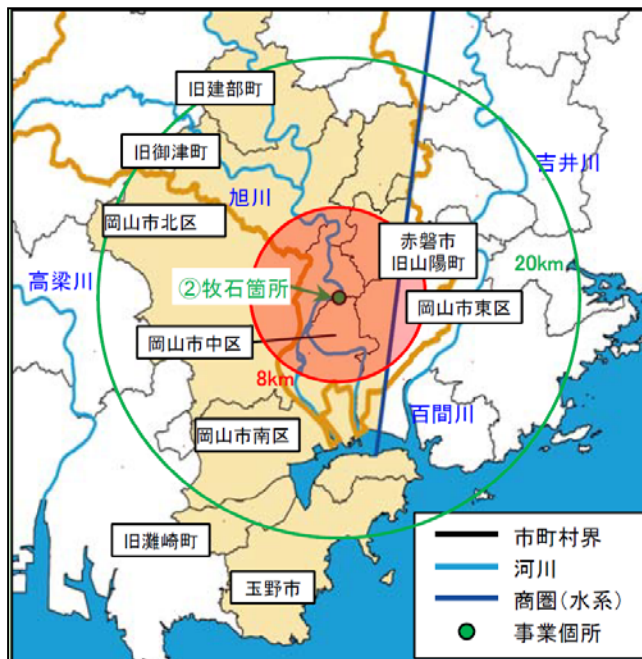 旧建部町
旧御津町
吉井川
旭川
岡山市北区
赤磐市
旧山陽町
20km
高梁川
②牧石箇所
岡山市東区
岡山市中区
8km
百間川
岡山市南区
旧灘崎町
玉野市
市町村界
河川
商圏(水系)
事業個所